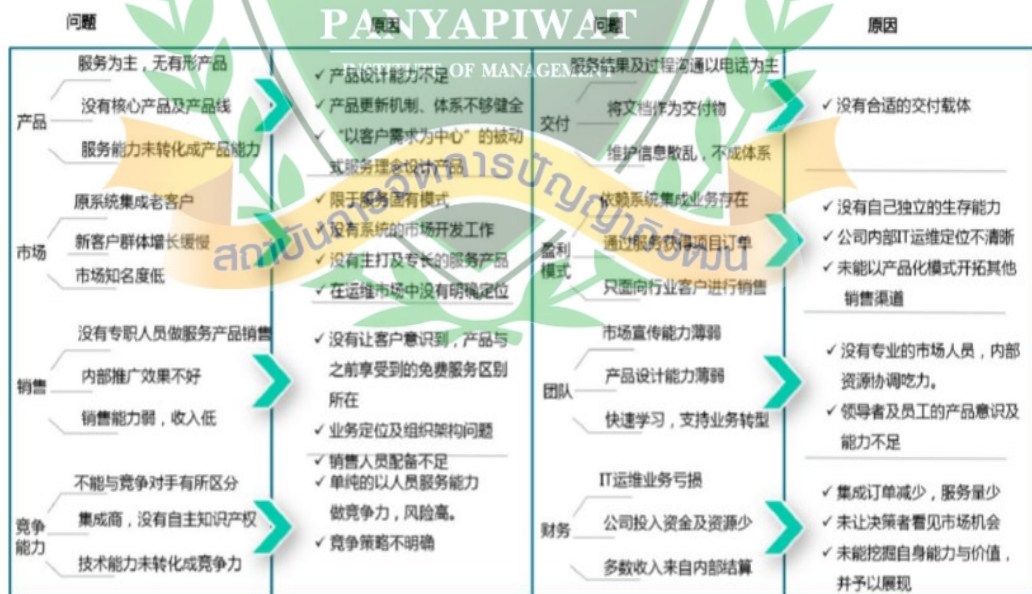 问题
原因
产品
服务为主，无有形产品
没有核心产品及产品线
服务能力未转化成产品能力
✓ 产品设计能力不足
✓ 产品更新机制、体系不够健全
✓ “以客户需求为中心”的被动
式服务理念设计产品
市场
原系统集成老客户
新客户群体增长缓慢
市场知名度低
✓ 限于服务固有模式
✓ 没有系统的市场开发工作
✓ 没有主打及专长的服务产品
✓ 在运维市场中没有明确定位
销售
没有专职人员做服务产品销售
内部推广效果不好
销售能力弱，收入低
✓ 没有让客户意识到，产品与
之前享受到的免费服务区别
所在
✓ 业务定位及组织架构问题
✓ 销售人员配备不足
竞争
能力
不能与竞争对手有所区分
集成商，没有自主知识产权
技术能力未转化成竞争力
✓ 单纯的以人员服务能力
做竞争力，风险高。
✓ 竞争策略不明确
问题
原因
交付
服务结果及过程沟通以电话为主
将文档作为交付物
维护信息散乱，不成体系
✓ 没有合适的交付载体
盈利
模式
依赖系统集成业务存在
通过服务获得项目订单
只面向行业客户进行销售
✓ 没有自己独立的生存能力
✓ 公司内部IT运维定位不清晰
✓ 未能以产品化模式开拓其他
销售渠道
团队
市场宣传能力薄弱
产品设计能力薄弱
快速学习，支持业务转型
✓ 没有专业的市场人员，内部
资源协调吃力。
✓ 领导者及员工的产品意识及
能力不足
财务
IT运维业务亏损
公司投入资金及资源少
多数收入来自内部结算
✓ 集成订单减少，服务量少
✓ 未让决策者看见市场机会
✓ 未能挖掘自身能力与价值，
并予以展现
PANYAPIWAT
INSTITUTE OF MANAGEMENT
สถาบันการจัดการปัญญาภิวัฒน์